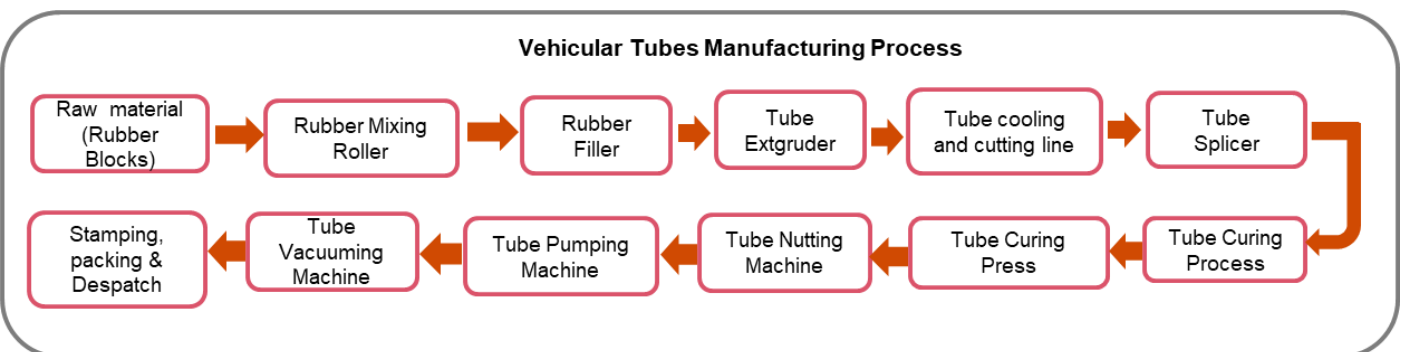 Vehicular Tubes Manufacturing Process
Raw material
(Rubber
Blocks)
Rubber Mixing
Roller
Rubber
Filler
Tube
Extgruder
Tube cooling
and cutting line
Tube
Splicer
Tube Curing
Process
Tube Curing
Press
Tube Nutting
Machine
Tube Pumping
Machine
Tube
Vacuuming
Machine
Stamping,
packing &
Despatch